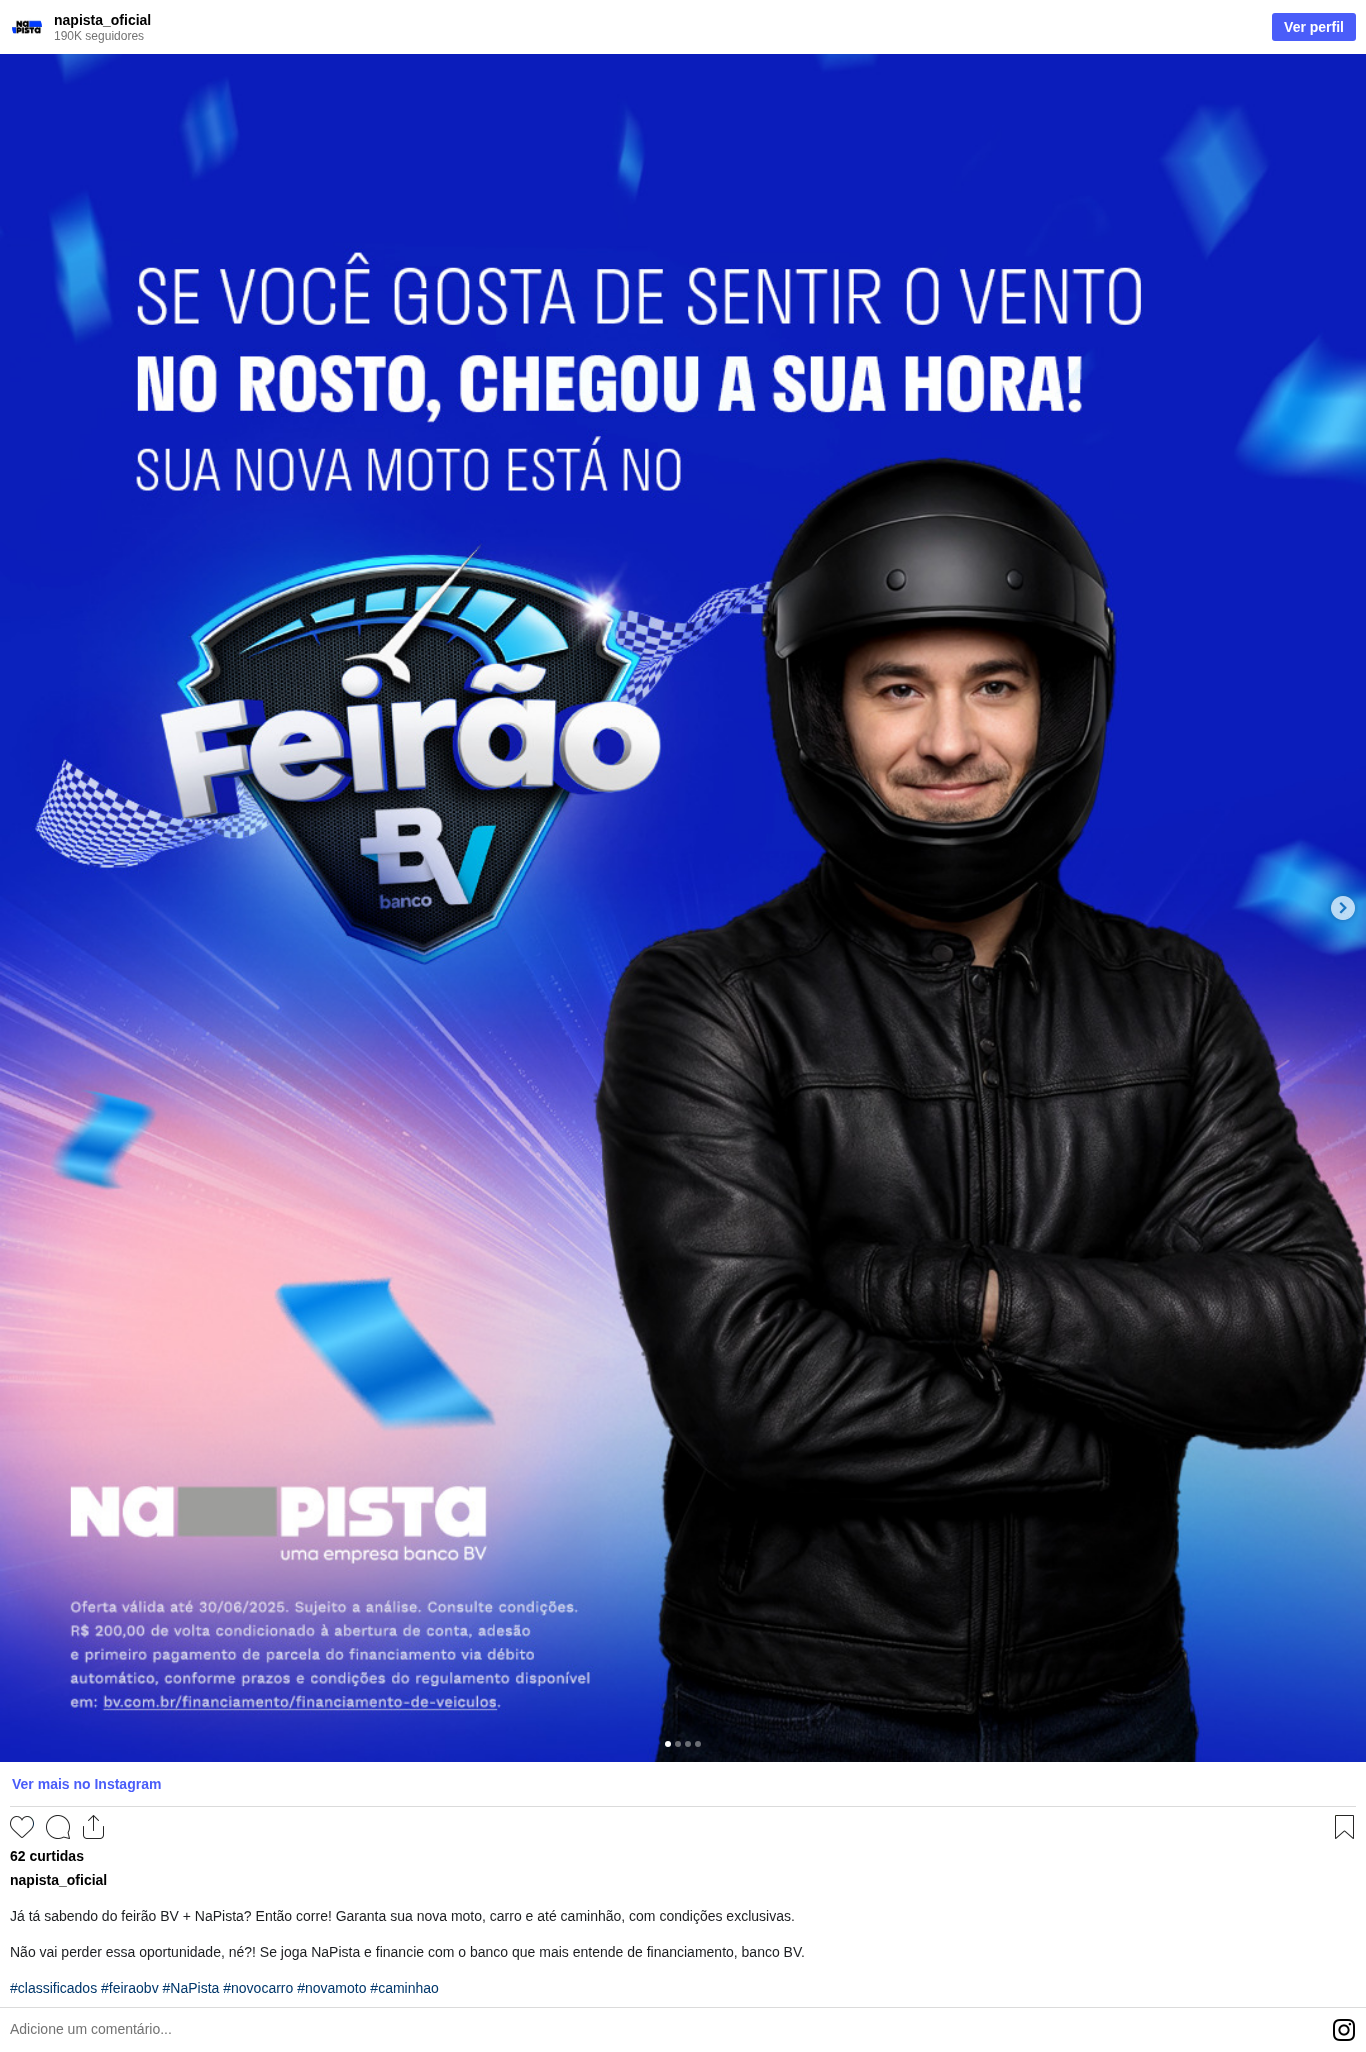 napista_oficial
190K seguidores
Ver perfil
NA PISTA
SE VOCÊ GOSTA DE SENTIR O VENTO
NO ROSTO, CHEGOU A SUA HORA!
SUA NOVA MOTO ESTÁ NO
Feirão
BV
banco
Na PISTa
uma empresa banco BV
Oferta válida até 30/06/2025. Sujeito a análise. Consulte condições.
R$ 200,00 de volta condicionado à abertura de conta, adesão
e primeiro pagamento de parcela do financiamento via débito
automático, conforme prazos e condições do regulamento disponível
em: bv.com.br/financiamento/financiamento-de-veiculos.
Ver mais no Instagram
62 curtidas
napista_oficial
Já tá sabendo do feirão BV + NaPista? Então corre! Garanta sua nova moto, carro e até caminhão, com condições exclusivas.
Não vai perder essa oportunidade, né?! Se joga NaPista e financie com o banco que mais entende de financiamento, banco BV.
#classificados #feiraobv #NaPista #novocarro #novamoto #caminhao
Adicione um comentário...